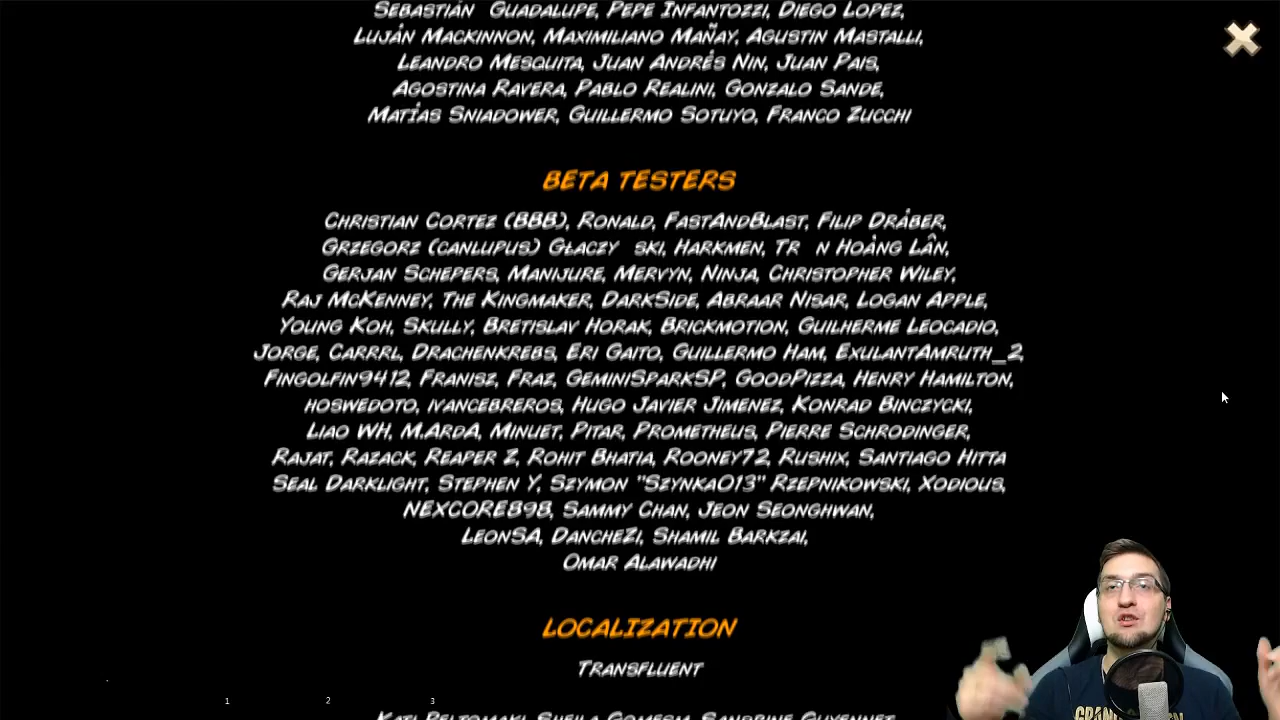 Sebastián Guadalupe, Pepe Infantozzi, Diego Lopez,
Luján Mackinnon, Maximiliano Mañay, Agustin Mastalli,
Leandro Mesquita, Juan Andrés Nin, Juan Pais,
Agostina Ravera, Pablo Realini, Gonzalo Sande,
Matías Sniadower, Guillermo Sotuyo, Franco Zucchi
BETA TESTERS
Christian Cortez (BBB), Ronald, FastAndBlast, Filip Dráber,
Grzegorz (canlupus) Głaczy ski, Harkmen, Tr n Hoàng Lân,
Gerjan Schepers, Manijure, Mervyn, Ninja, Christopher Wiley,
Raj McKenney, The Kingmaker, DarkSide, Abraar Nisar, Logan Apple,
Young Koh, Skully, Bretislav Horak, Brickmotion, Guilherme Leocadio,
Jorge, Carrrl, Drachenkrebs, Eri Gaito, Guillermo Ham, ExulantAmruth_2,
Fingolfin9412, Franisz, Fraz, GeminiSparkSP, GoodPizza, Henry Hamilton,
hoswedoto, ivancebreros, Hugo Javier Jimenez, Konrad Binczycki,
Liao WH, M.ArdA, Minuet, Pitar, Prometheus, Pierre Schrodinger,
Rajat, Razack, Reaper Z, Rohit Bhatia, Rooney72, Rushix, Santiago Hitta
Seal Darklight, Stephen Y, Szymon "Szynka013" Rzepnikowski, Xodious,
NEXCORE898, Sammy Chan, Jeon Seonghwan,
LeonSA, DancheZi, Shamil Barkzai,
Omar Alawadhi
LOCALIZATION
Transfluent
1 2 3